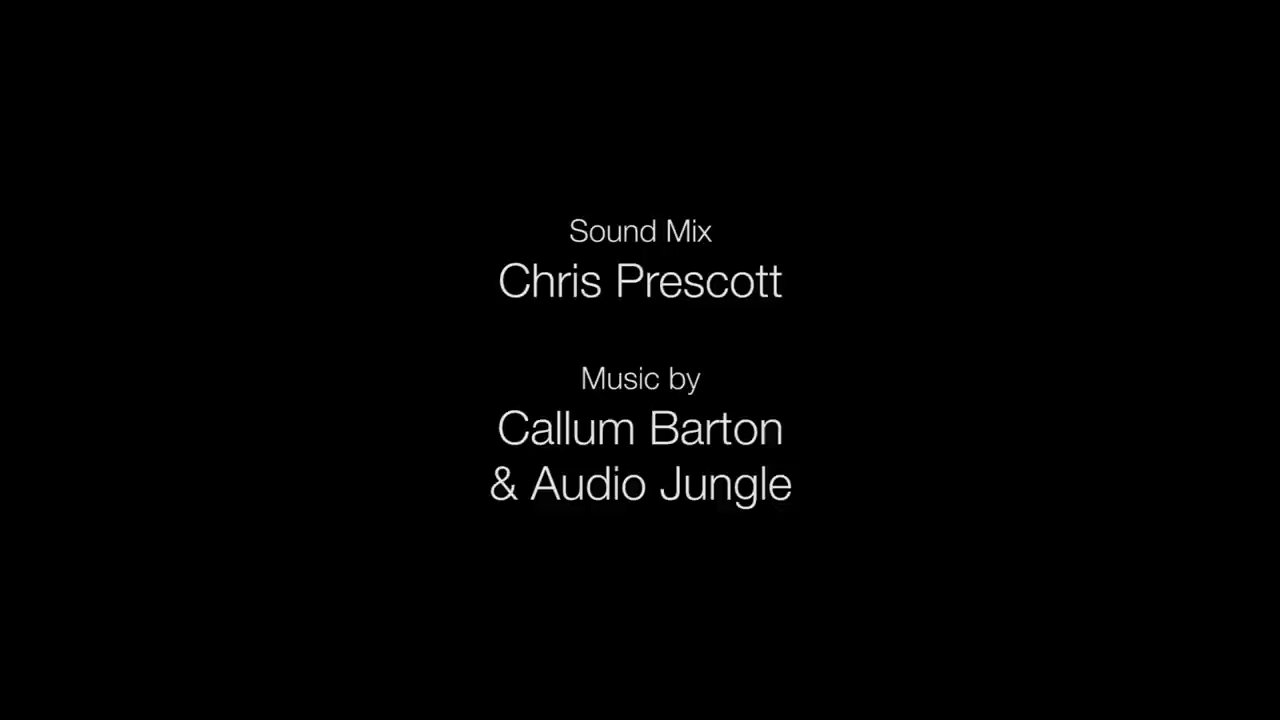 Sound Mix
Chris Prescott
Music by
Callum Barton
& Audio Jungle